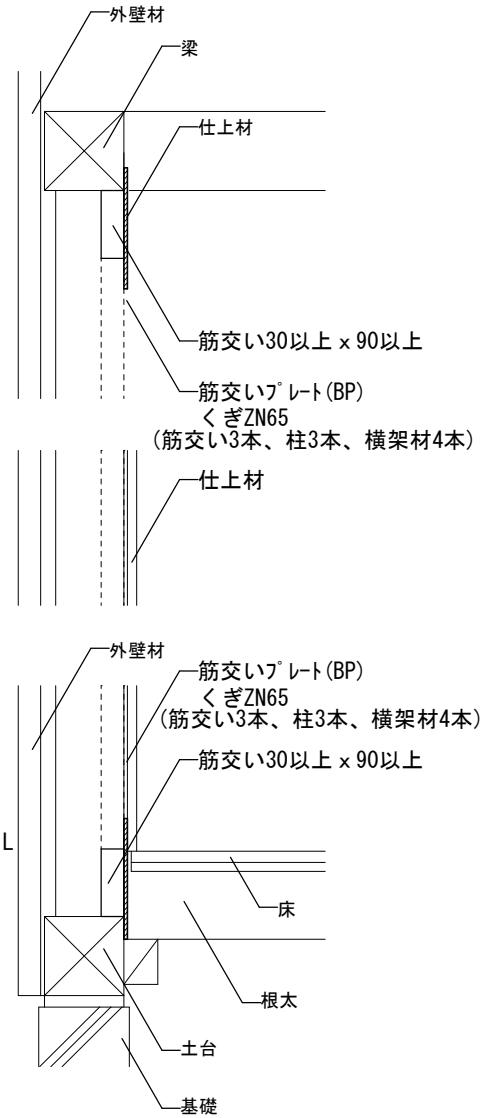 外壁材
梁
仕上材
筋交い30以上 x 90以上
筋交いﾌﾟﾚｰﾄ(BP)
くぎZN65
(筋交い3本、柱3本、横架材4本)
仕上材
外壁材
筋交いﾌﾟﾚｰﾄ(BP)
くぎZN65
(筋交い3本、柱3本、横架材4本)
筋交い30以上 x 90以上
L
床
根太
土台
基礎